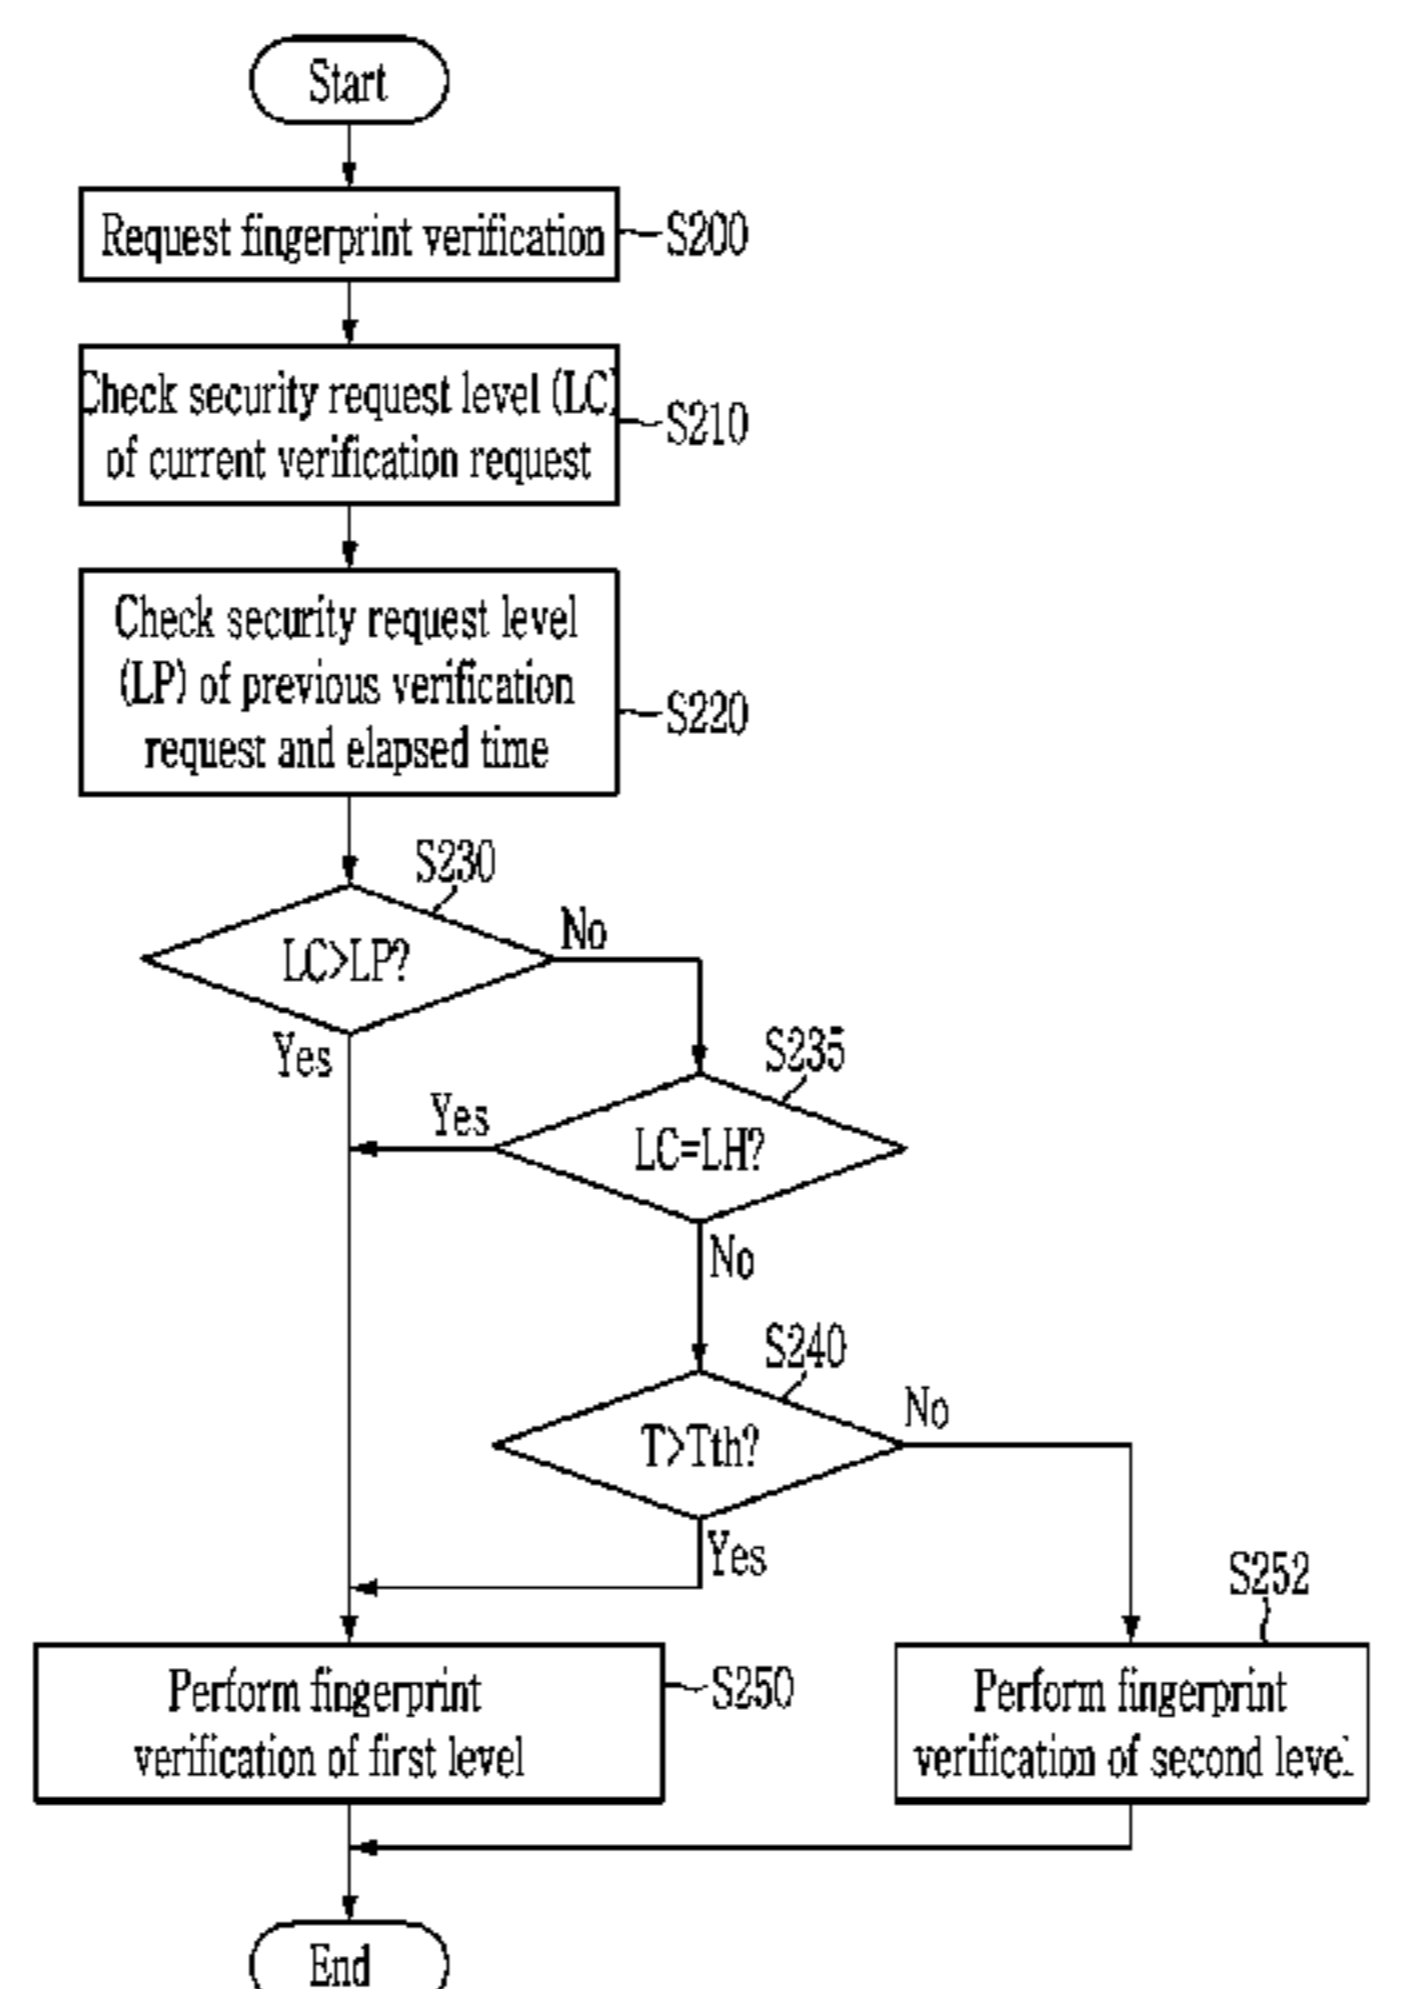 Start
Request fingerprint verification
S200
Check security request level (LC)
of current verification request
S210
Check security request level
(LP) of previous verification
request and elapsed time
S220
S230
LC>LP?
No
Yes
S235
LC=LH?
Yes
No
S240
T>Tth?
No
Yes
S252
Perform fingerprint
verification of first level
S250
Perform fingerprint
verification of second level
End